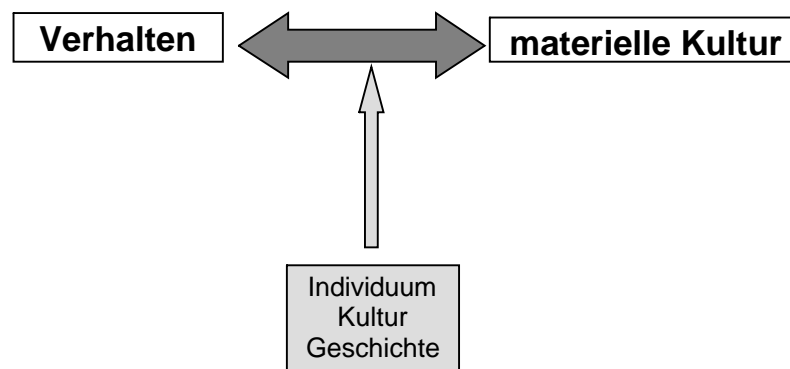 Verhalten
materielle Kultur
Individuum
Kultur
Geschichte